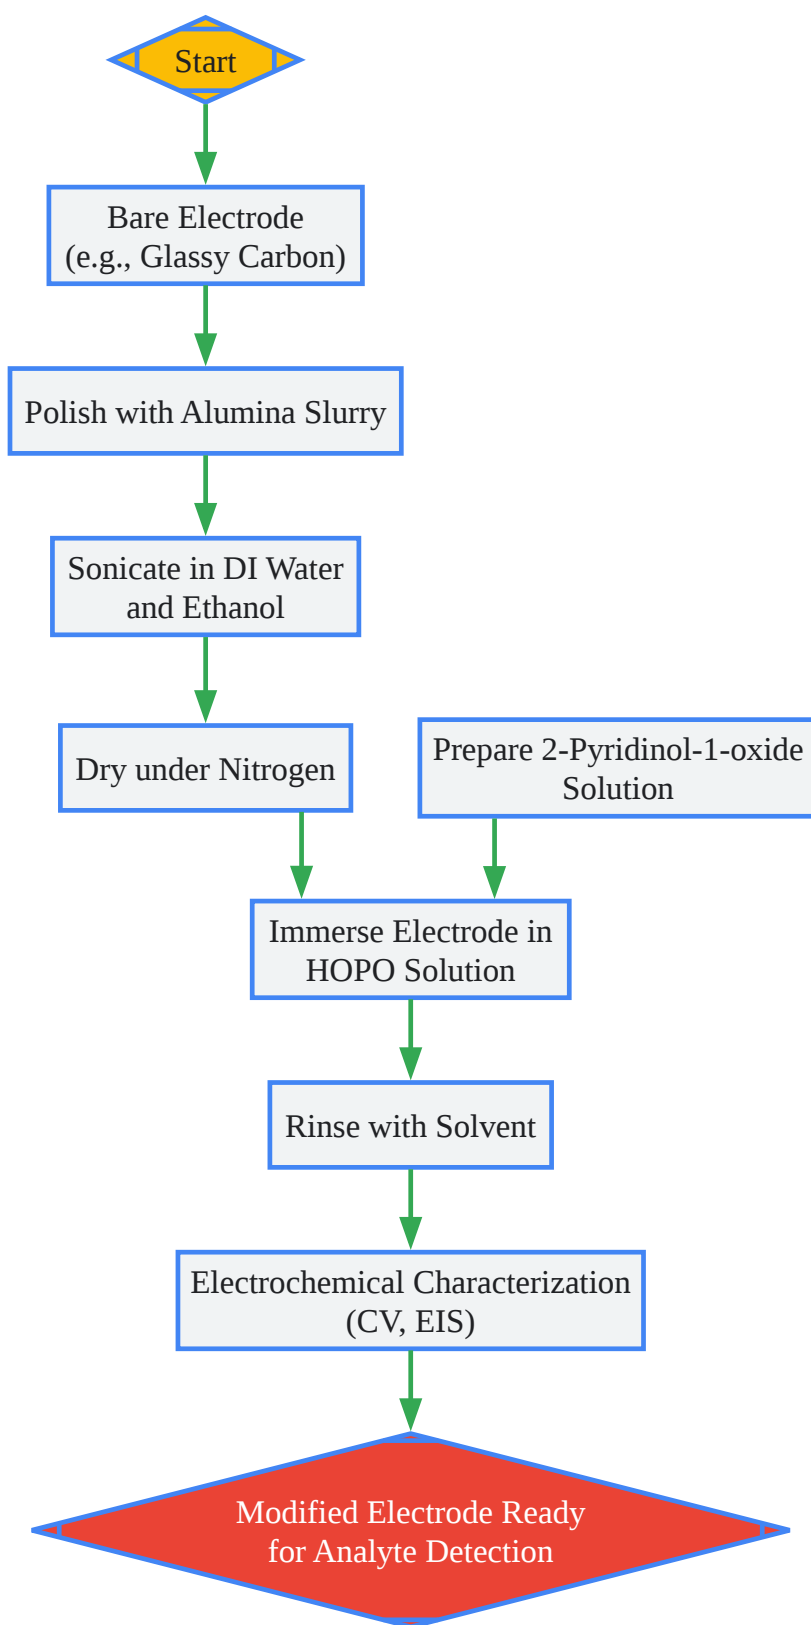 Start
Bare Electrode
(e.g., Glassy Carbon)
Polish with Alumina Slurry
Sonicate in DI Water
and Ethanol
Dry under Nitrogen
Prepare 2-Pyridinol-1-oxide
Solution
Immerse Electrode in
HOPO Solution
Rinse with Solvent
Electrochemical Characterization
(CV, EIS)
Modified Electrode Ready
for Analyte Detection